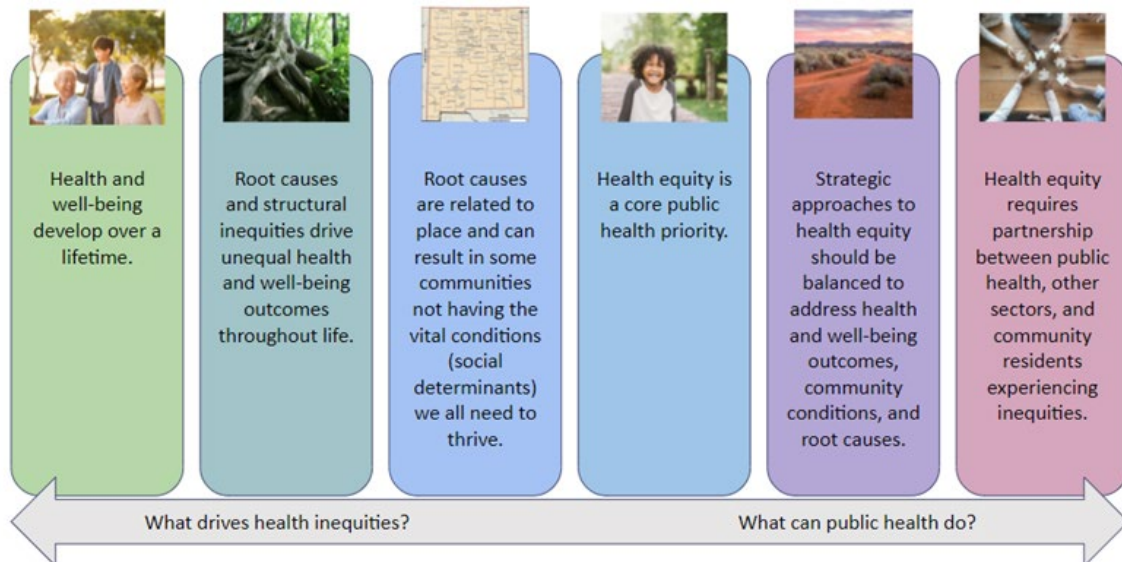 Health and
well-being
develop over a
lifetime.
Root causes
and structural
inequities drive
unequal health
and well-being
outcomes
throughout life.
Root causes
are related to
place and can
result in some
communities
not having the
vital conditions
(social
determinants)
we all need to
thrive.
Health equity is
a core public
health priority.
Strategic
approaches to
health equity
should be
balanced to
address health
and well-being
outcomes,
community
conditions, and
root causes.
Health equity
requires
partnership
between public
health, other
sectors, and
community
residents
experiencing
inequities.
What drives health inequities?
What can public health do?